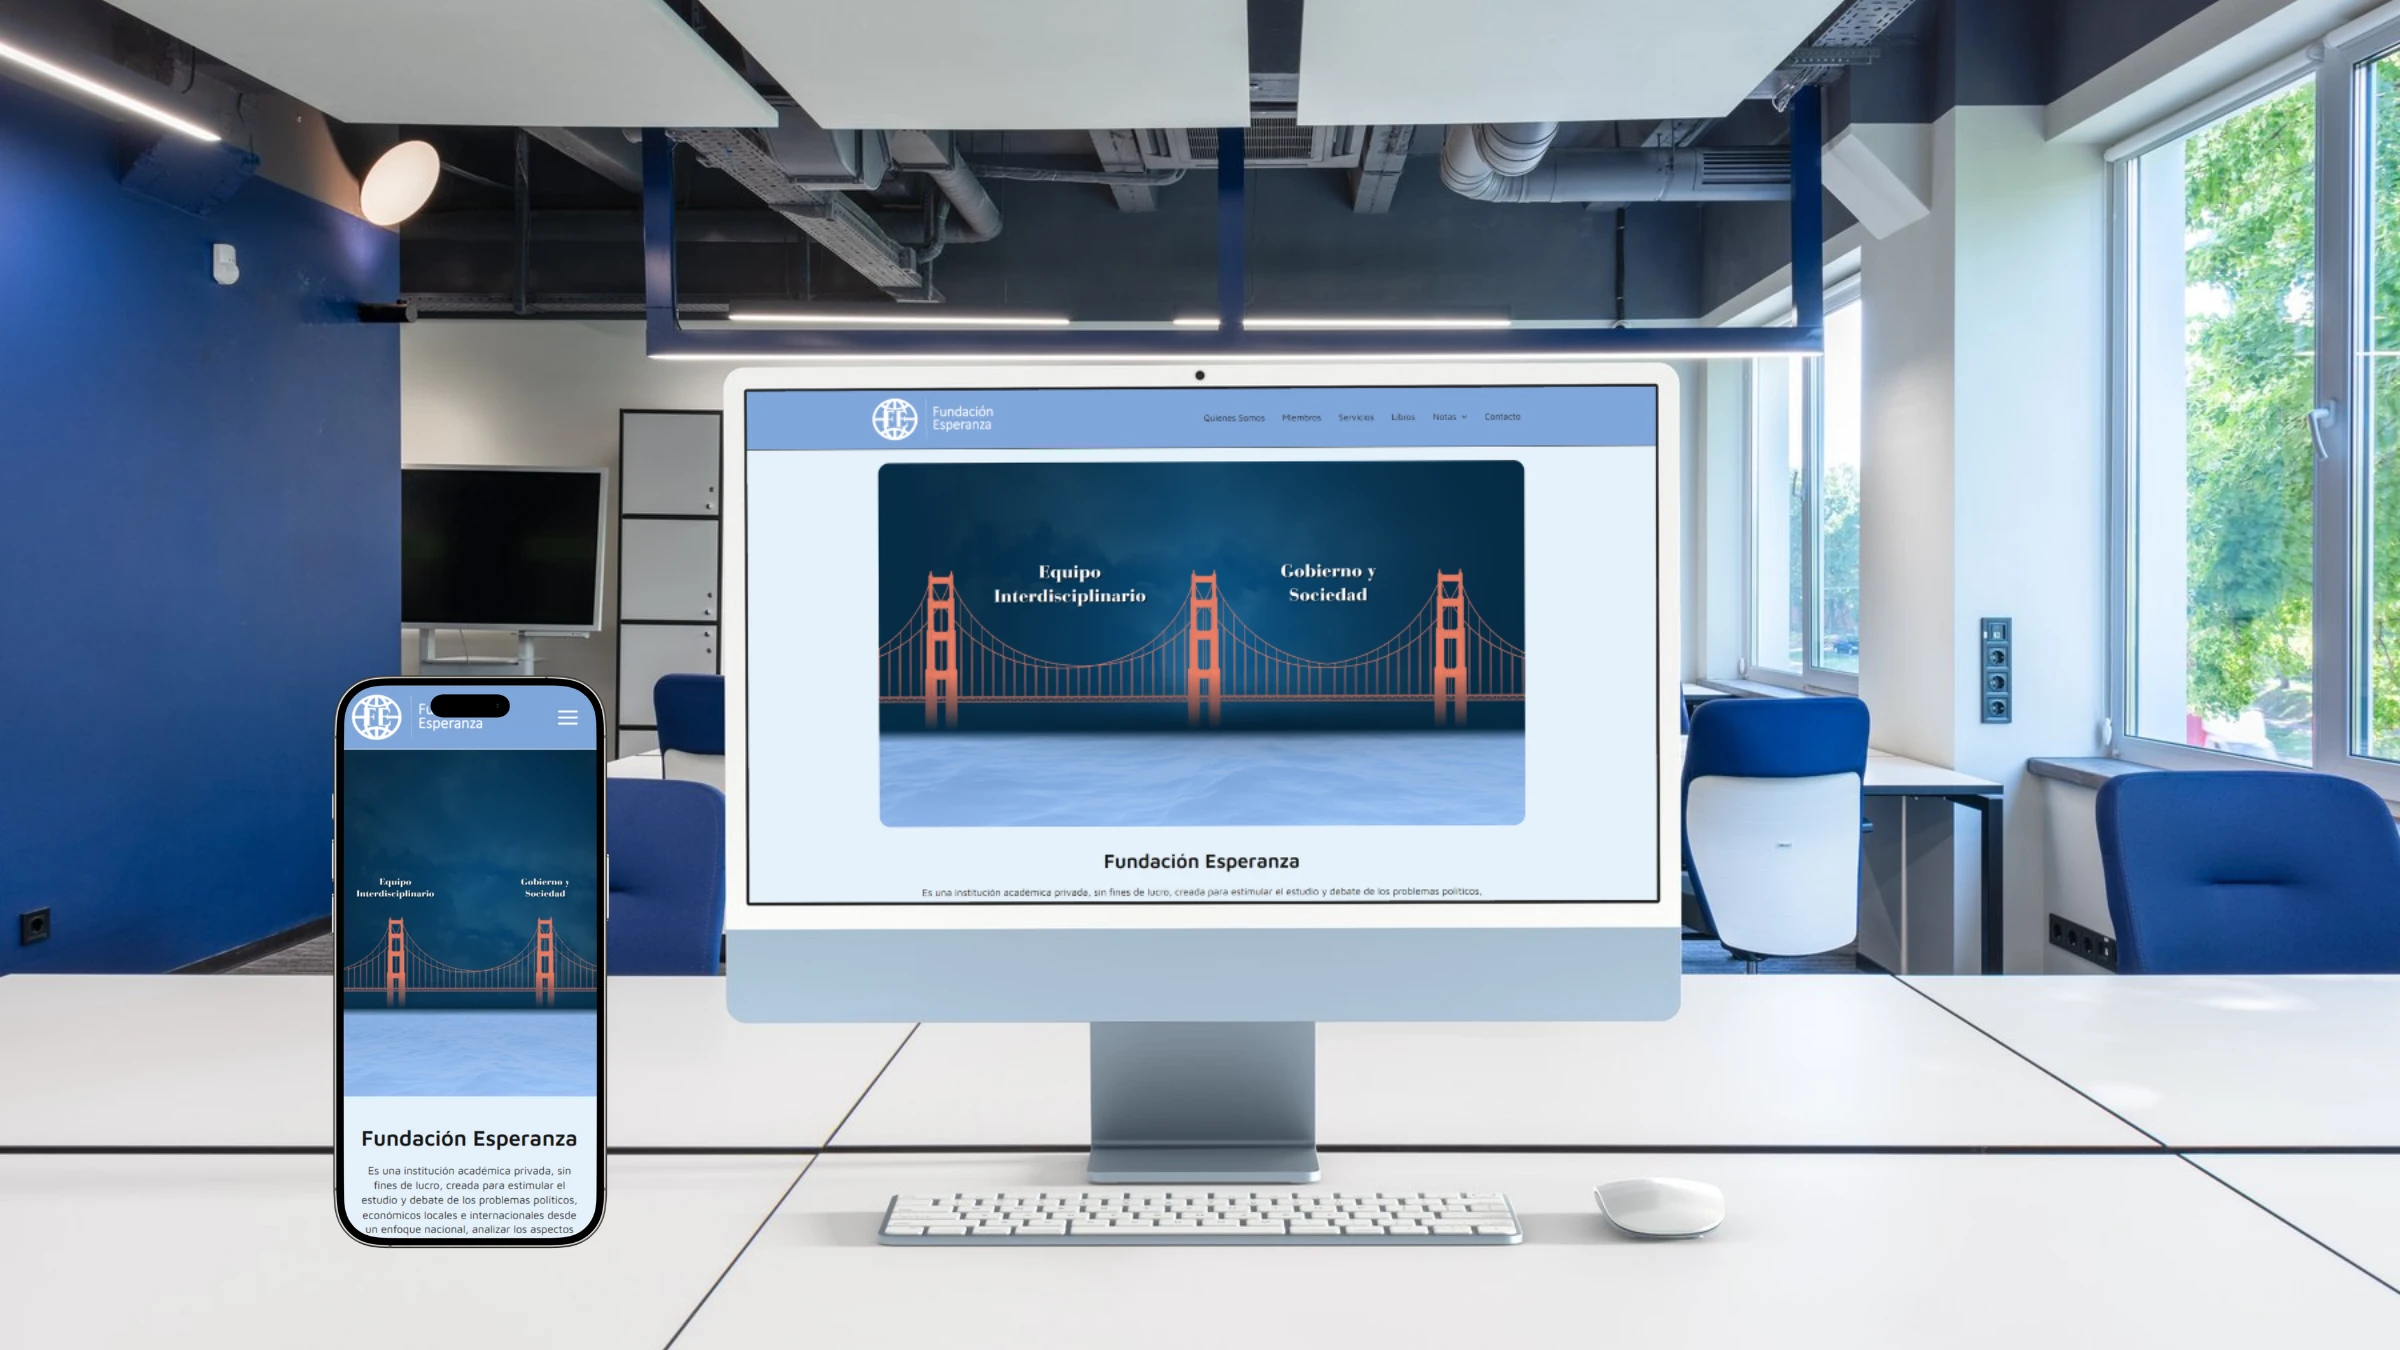 Fundación
Esperanza
Quienes Somos Miembros Servicios Libros Notas Contacto
Equipo
Interdisciplinario
Gobierno y
Sociedad
Fundación Esperanza
Es una institución académica privada, sin fines de lucro, creada para estimular el estudio y debate de los problemas políticos,
Esperanza
Equipo
Interdisciplinario
Gobierno y
Sociedad
Fundación Esperanza
Es una institución académica privada, sin
fines de lucro, creada para estimular el
estudio y debate de los problemas políticos,
económicos locales e internacionales desde
un enfoque nacional, analizar los aspectos